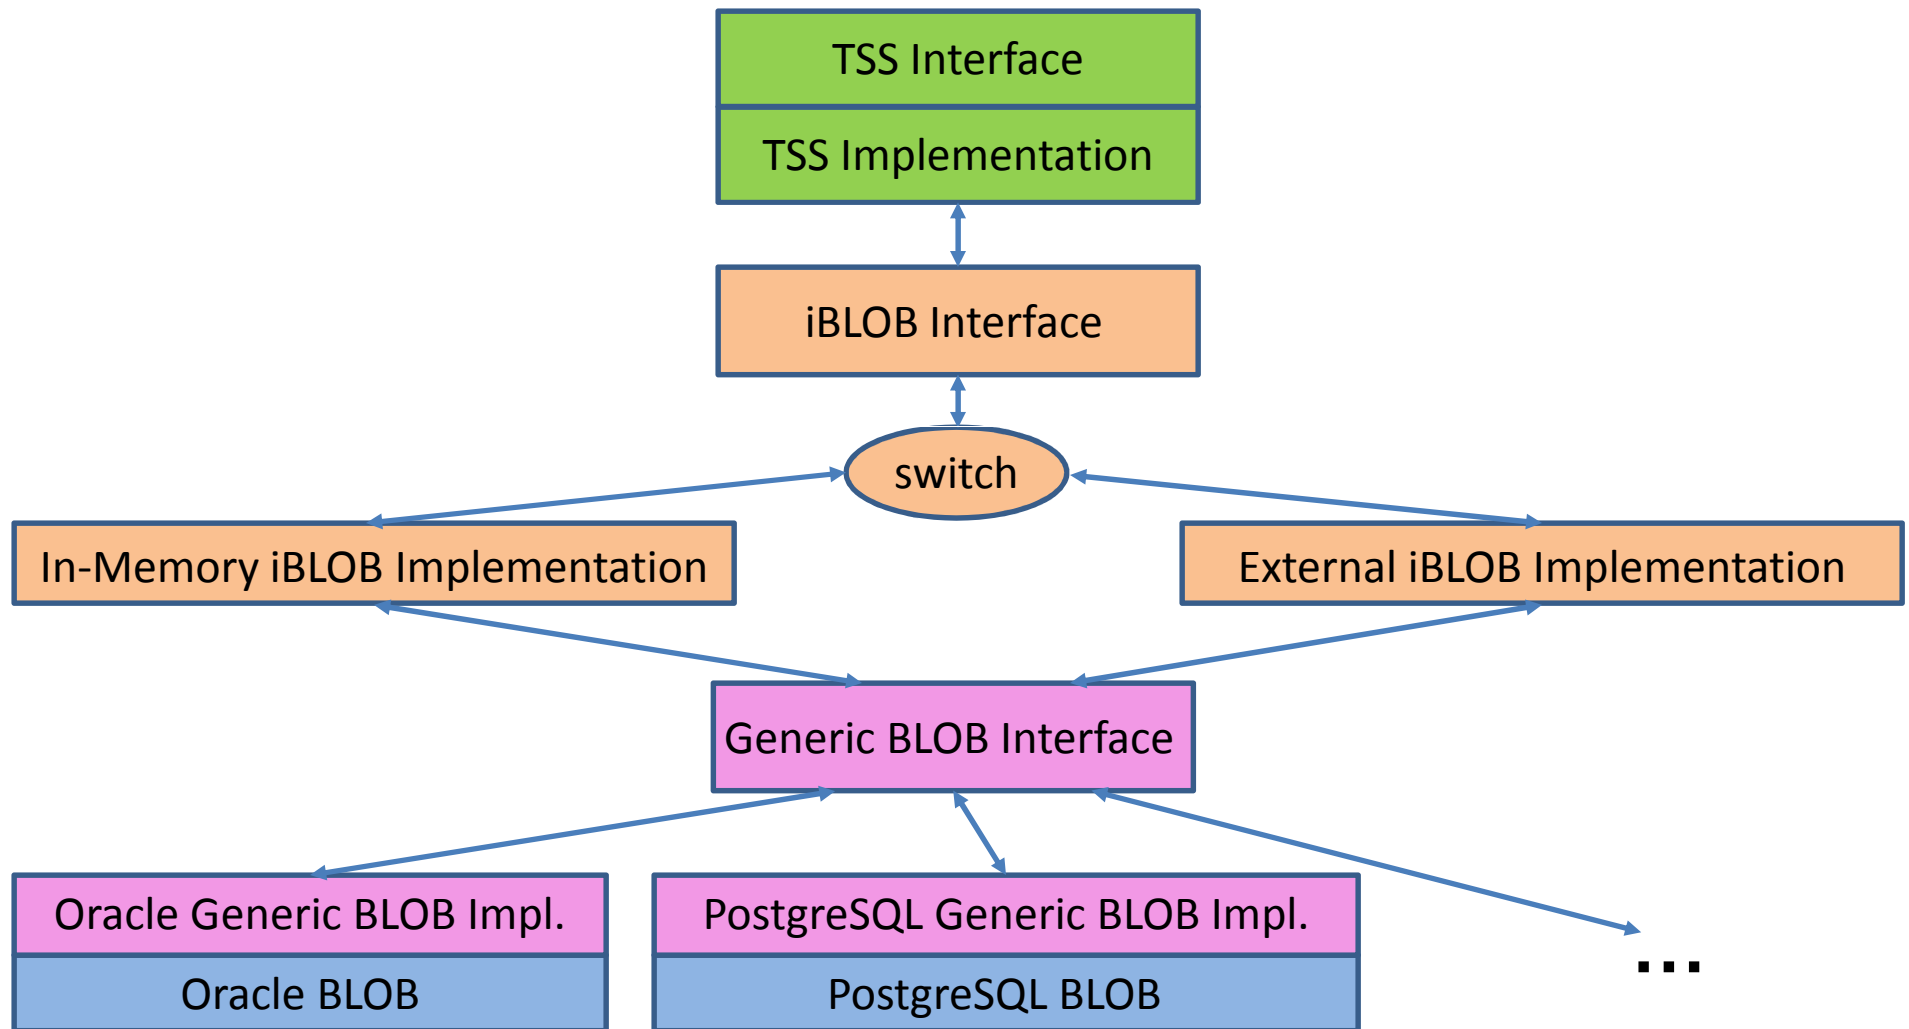 TSS Interface
TSS Implementation
iBLOB Interface
switch
In-Memory iBLOB Implementation
External iBLOB Implementation
Generic BLOB Interface
Oracle Generic BLOB Impl.
PostgreSQL Generic BLOB Impl.
...
Oracle BLOB
PostgreSQL BLOB